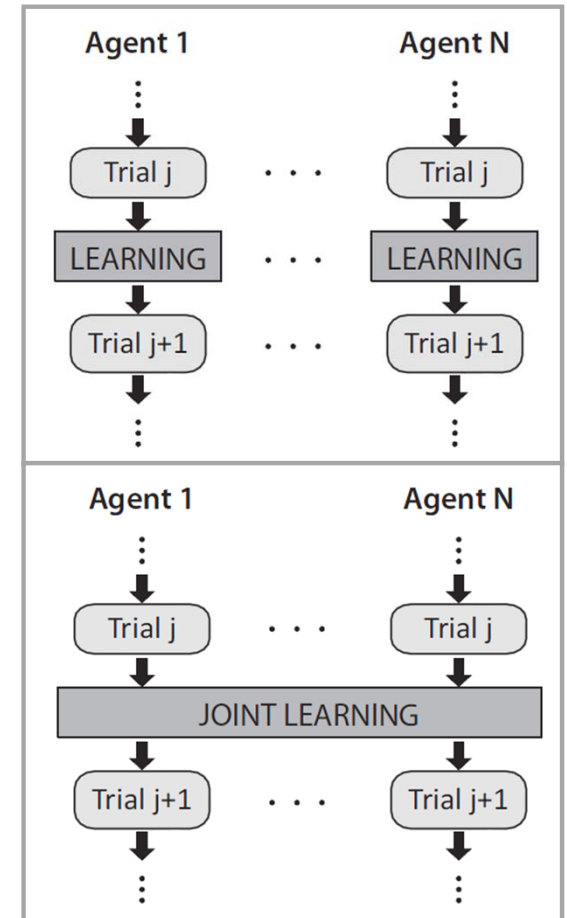 Agent 1 Agent N
Trial j . . . Trial j
LEARNING . . . LEARNING
Trial j+1 . . . Trial j+1
Agent 1 Agent N
Trial j . . . Trial j
JOINT LEARNING
Trial j+1 . . . Trial j+1